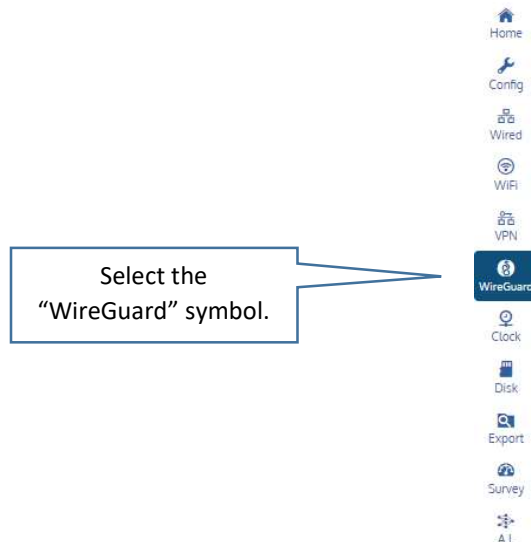 Home
Config
Wired
WiFi
VPN
Select the
“WireGuard” symbol.
WireGuard
Clock
Disk
Export
Survey
A.I.